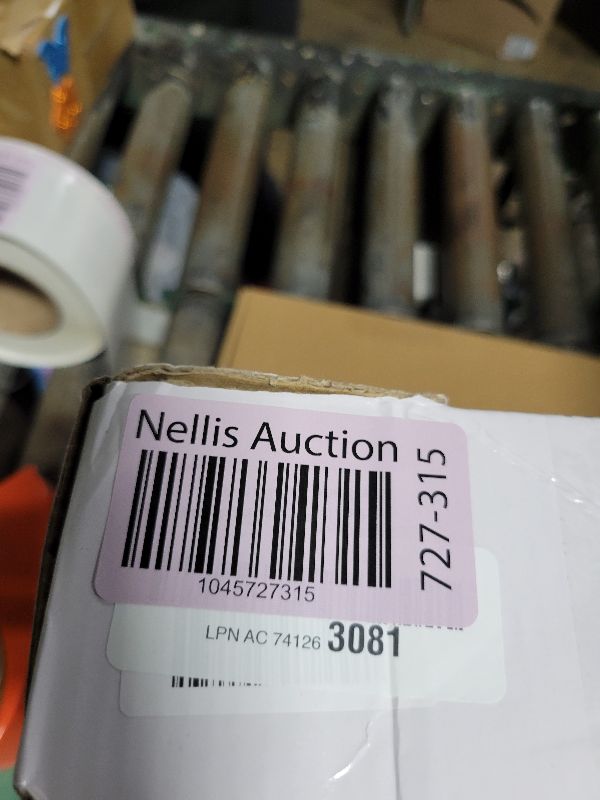 Nellis Auction
727-315
1045727315
LPN AC 74126 3081